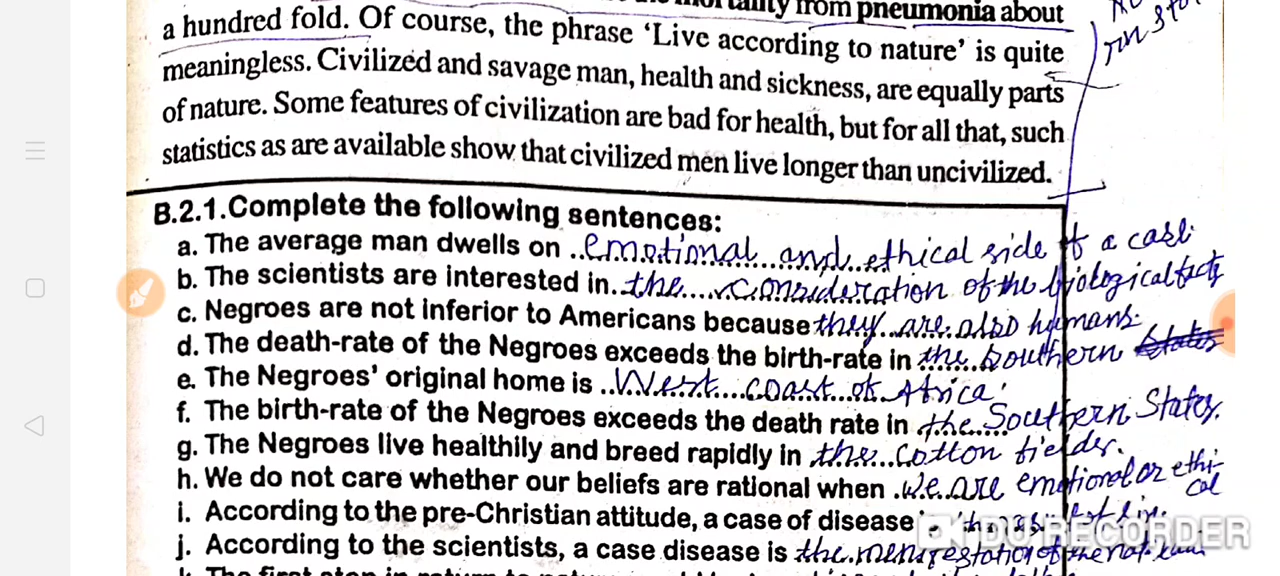 mortality from pneumonia about
a hundred fold. Of course, the phrase 'Live according to nature' is quite
meaningless. Civilized and savage man, health and sickness, are equally parts
of nature. Some features of civilization are bad for health, but for all that, such
statistics as are available show that civilized men live longer than uncivilized.
B.2.1.Complete the following sentences:
a. The average man dwells on ..emotional and ethical side of a case.
b. The scientists are interested in..the consideration of the biological facts
c. Negroes are not inferior to Americans because they are also humans.
d. The death-rate of the Negroes exceeds the birth-rate in the Southern States
e. The Negroes' original home is ..West coast of Africa.
f. The birth-rate of the Negroes exceeds the death rate in .the Southern States.
g. The Negroes live healthily and breed rapidly in the cotton fields.
h. We do not care whether our beliefs are rational when .we are emotional or ethical
i. According to the pre-Christian attitude, a case of disease
j. According to the scientists, a case disease is the manifestation of the
DU RECORDER